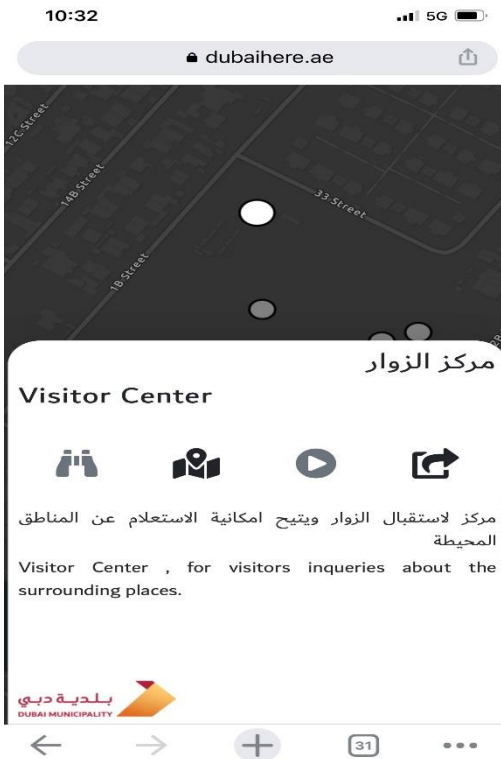 10:32
5G
dubaihere.ae
12C Street
14B Street
33 Street
1B Street
2B
مركز الزوار
Visitor Center
مركز لاستقبال الزوار ويتيح امكانية الاستعلام عن المناطق
المحيطة
Visitor Center , for visitors inqueries about the
surrounding places.
بلدية دبي
DUBAI MUNICIPALITY
31